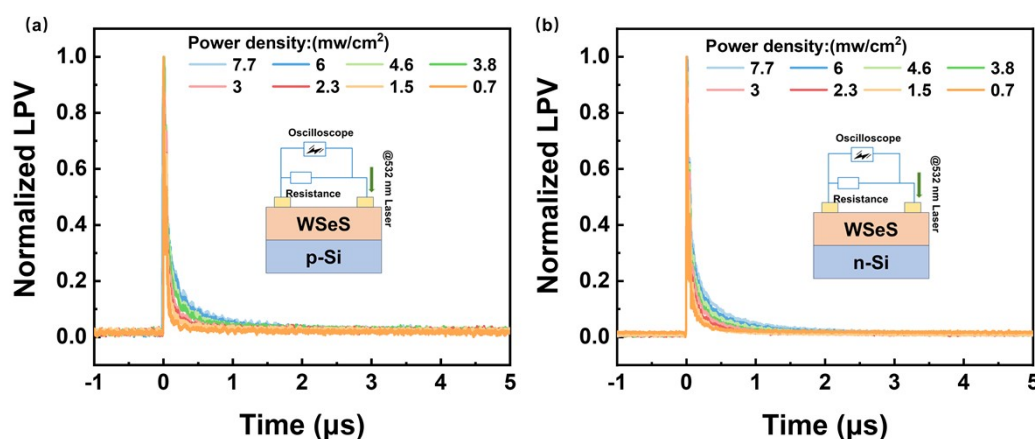 (a)
Power density:(mw/cm²)
7.7 6 4.6 3.8
3 2.3 1.5 0.7
Normalized LPV
1.0
0.8
0.6
0.4
0.2
0.0
Oscilloscope
Resistance
@532 nm Laser
WSeS
p-Si
-1 0 1 2 3 4 5
Time (μs)
(b)
Power density:(mw/cm²)
7.7 6 4.6 3.8
3 2.3 1.5 0.7
Normalized LPV
1.0
0.8
0.6
0.4
0.2
0.0
Oscilloscope
Resistance
@532 nm Laser
WSeS
n-Si
-1 0 1 2 3 4 5
Time (μs)